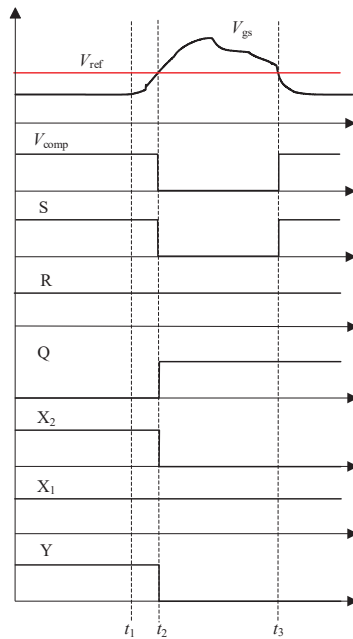 V_gs
V_ref
V_comp
S
R
Q
X_2
X_1
Y
t_1 t_2 t_3